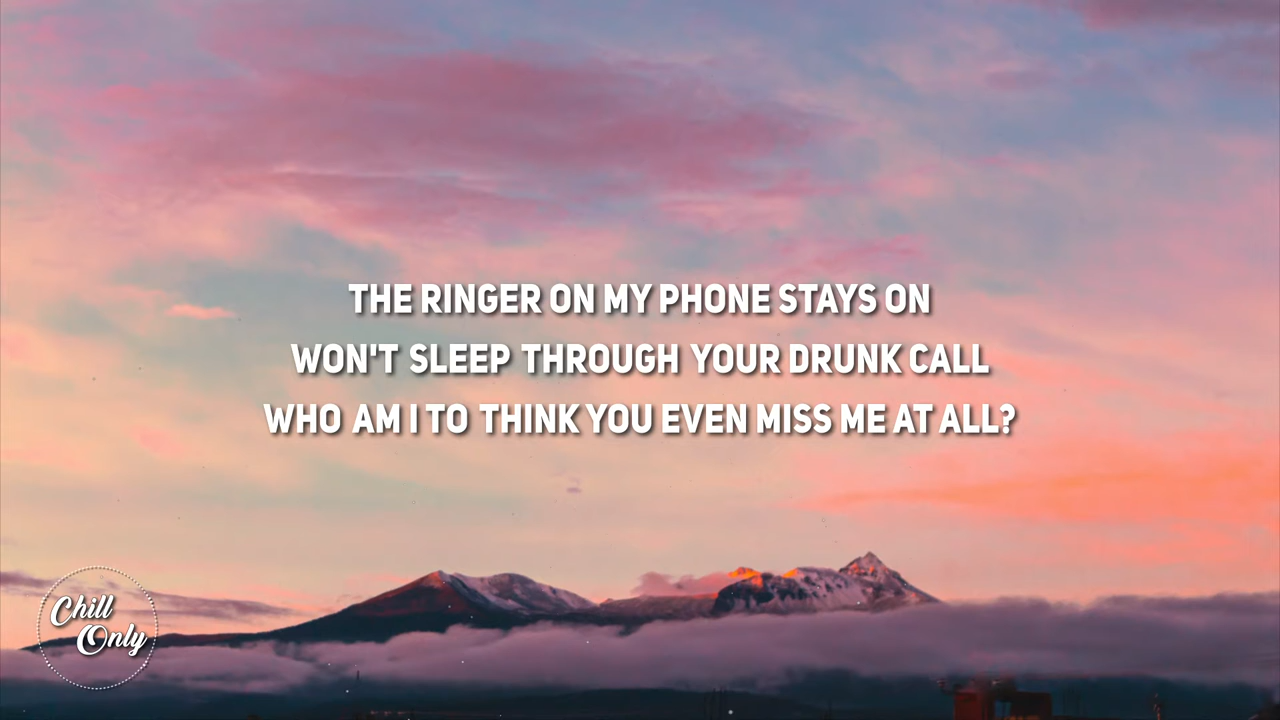 THE RINGER ON MY PHONE STAYS ON
WON'T SLEEP THROUGH YOUR DRUNK CALL
WHO AM I TO THINK YOU EVEN MISS ME AT ALL?
Chill
Only